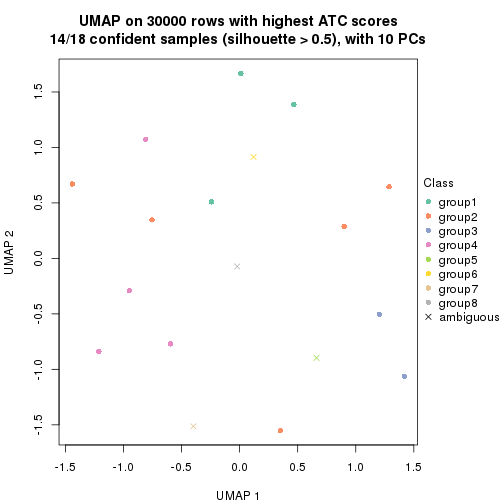 UMAP on 30000 rows with highest ATC scores
14/18 confident samples (silhouette > 0.5), with 10 PCs
1.5
1.0
0.5
0.0
-0.5
-1.0
-1.5
UMAP 2
-1.5
-1.0
-0.5
0.0
0.5
1.0
1.5
UMAP 1
Class
group1
group2
group3
group4
group5
group6
group7
group8
ambiguous